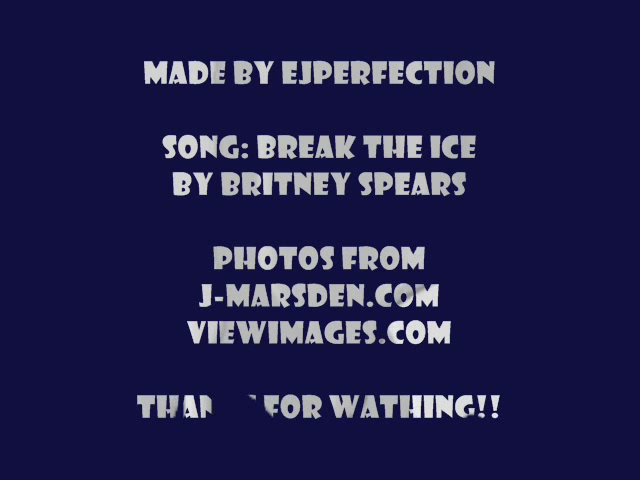 MADE BY EJPERFECTION
SONG: BREAK THE ICE
BY BRITNEY SPEARS
PHOTOS FROM
J-MARSDEN.COM
VIEWIMAGES.COM
FOR WATHING!!